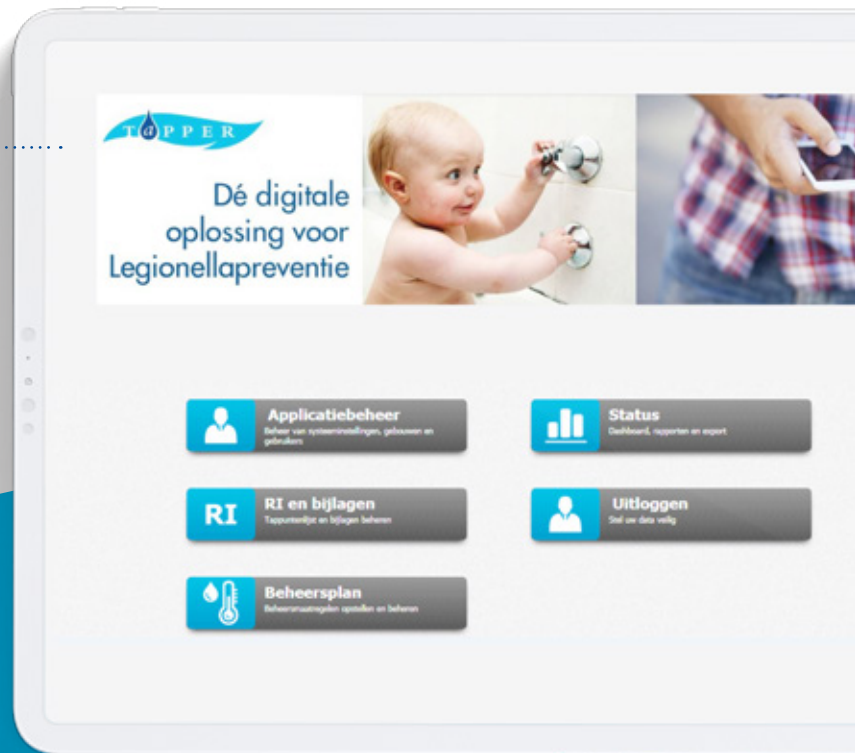 TaPPER
Dé digitale
oplossing voor
Legionellapreventie
Applicatiebeheer
Beheer van systeeminstellingen, gebouwen en
gebruikers
Status
Dashboard, rapporten en export
RI
RI en bijlagen
Tappuntenlijst en bijlagen beheren
Uitloggen
Stel uw data veilig
Beheersplan
Beheersmaatregelen opstellen en beheren